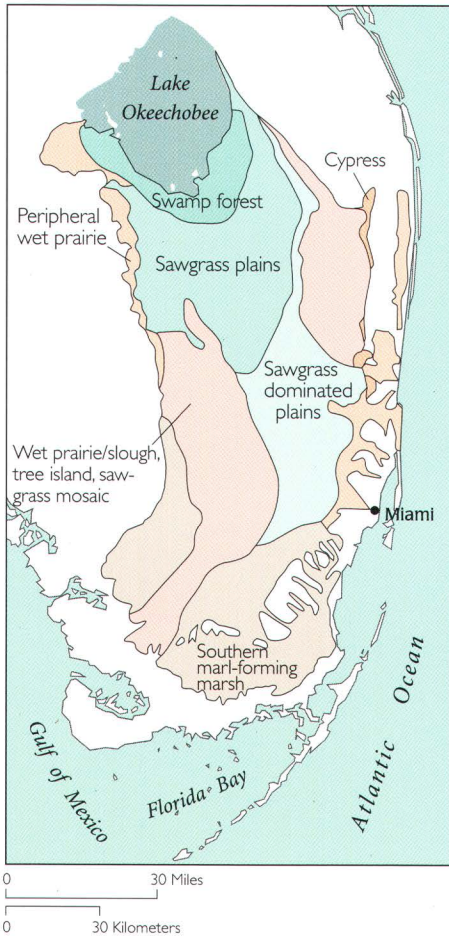 Lake
Okeechobee
Cypress
Swamp forest
Peripheral
wet prairie
Sawgrass plains
Sawgrass
dominated
plains
Wet prairie/slough,
tree island, saw-
grass mosaic
Miami
Southern
marl-forming
marsh
Atlantic Ocean
Gulf of Mexico
Florida Bay
0 30 Miles
0 30 Kilometers